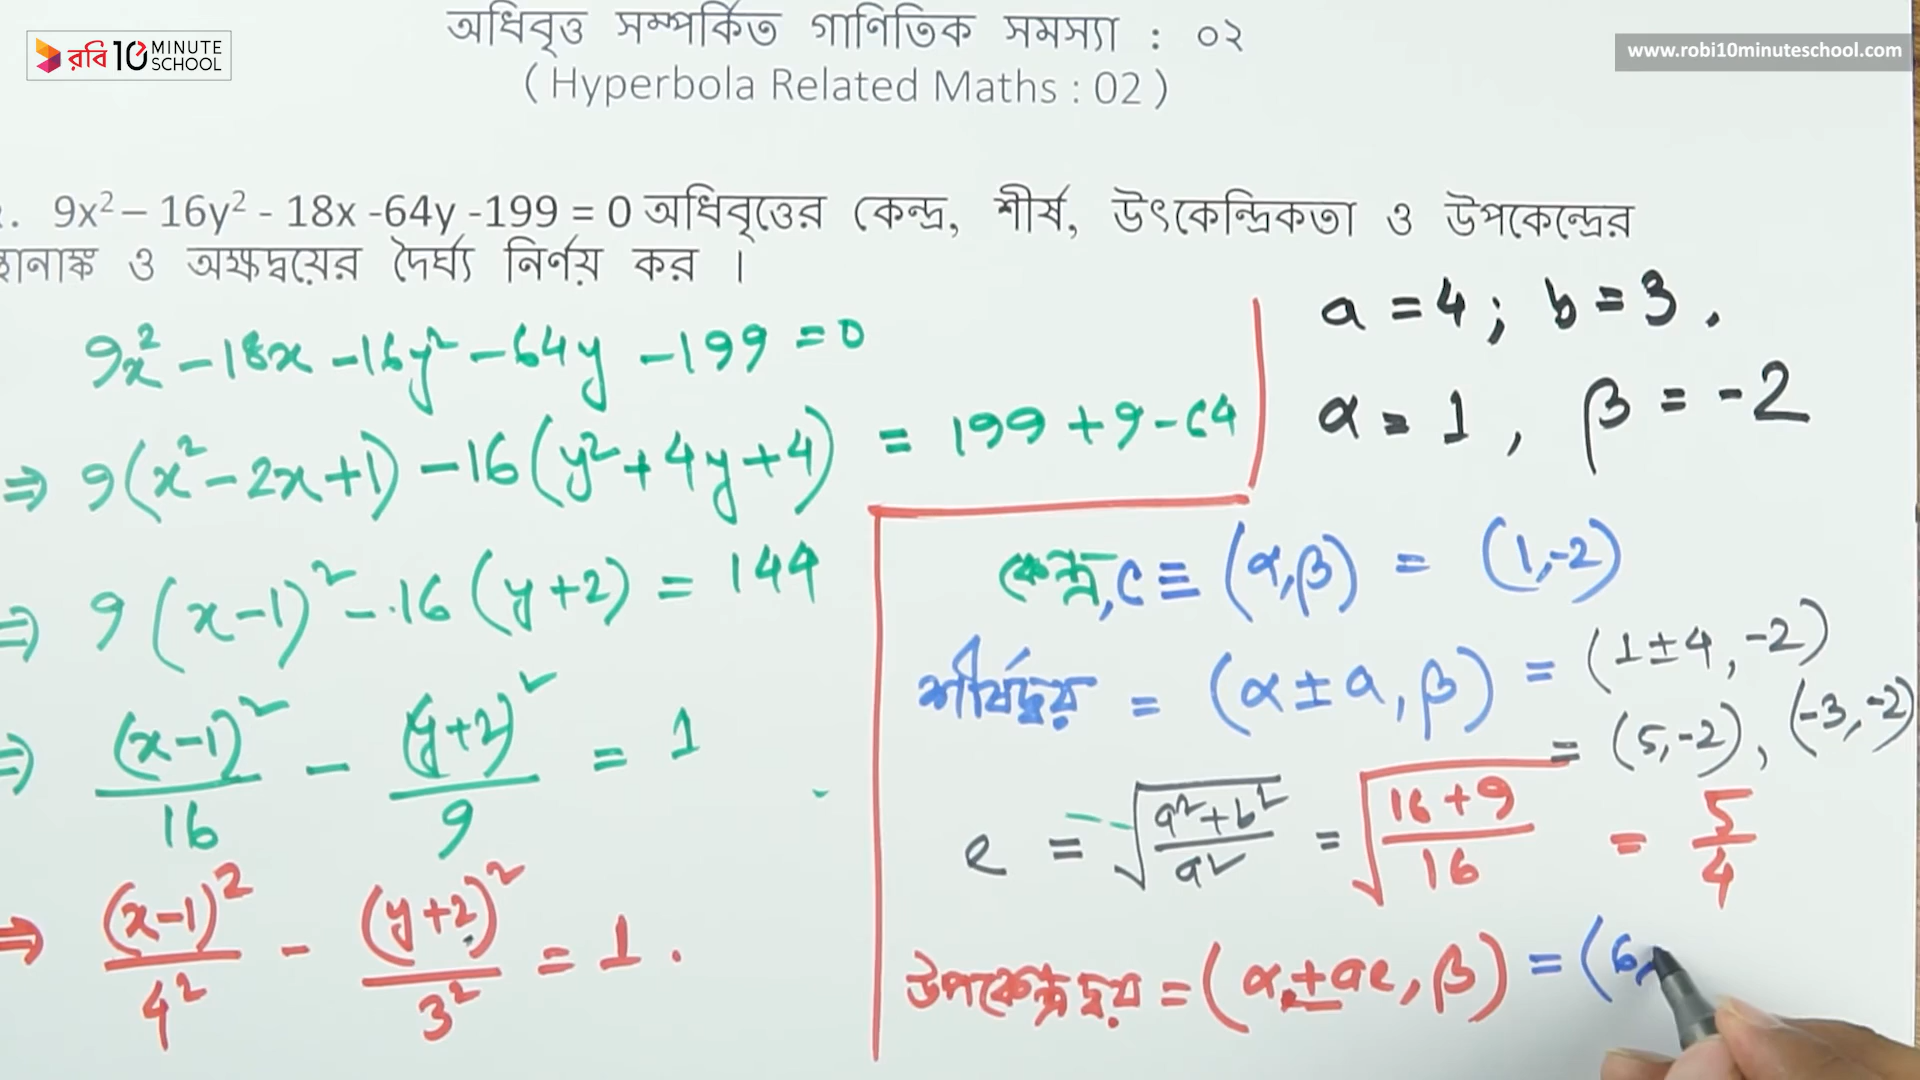 রবি 10 MINUTE SCHOOL
www.robi10minuteschool.com
অধিবৃত্ত সম্পর্কিত গাণিতিক সমস্যা : ০২
( Hyperbola Related Maths : 02 )
. 9x² – 16y² - 18x -64y -199 = 0 অধিবৃত্তের কেন্দ্র, শীর্ষ, উৎকেন্দ্রিকতা ও উপকেন্দ্রের
স্থানাঙ্ক ও অক্ষদ্বয়ের দৈর্ঘ্য নির্ণয় কর ।
9x² - 18x - 16y² - 64y - 199 = 0
⇒ 9(x² - 2x + 1) - 16(y² + 4y + 4) = 199 + 9 - 64
⇒ 9(x-1)² - 16(y+2) = 144
⇒ (x-1)²/16 - (y+2)²/9 = 1
⇒ (x-1)²/4² - (y+2)²/3² = 1 .
a = 4 ; b = 3 .
α = 1 , β = -2
কেন্দ্র, C ≡ (α, β) = (1, -2)
শীর্ষদ্বয় = (α ± a, β) = (1 ± 4, -2)
= (5, -2), (-3, -2)
e = √((a² + b²)/a²) = √((16 + 9)/16) = 5/4
উপকেন্দ্রদ্বয় = (α ± ae, β) = (6,